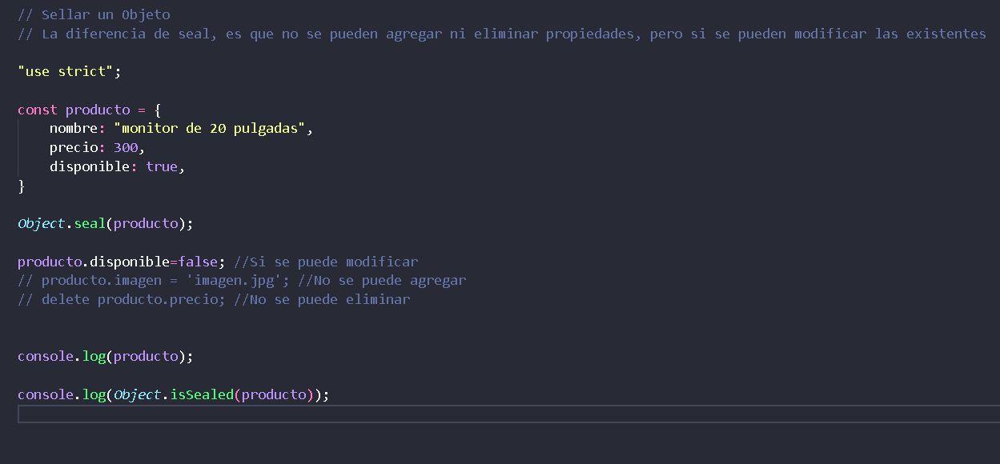 // Sellar un Objeto
// La diferencia de seal, es que no se pueden agregar ni eliminar propiedades, pero si se pueden modificar las existentes
"use strict";
const producto = {
    nombre: "monitor de 20 pulgadas",
    precio: 300,
    disponible: true,
}
Object.seal(producto);
producto.disponible=false; //Si se puede modificar
// producto.imagen = 'imagen.jpg'; //No se puede agregar
// delete producto.precio; //No se puede eliminar
console.log(producto);
console.log(Object.isSealed(producto));